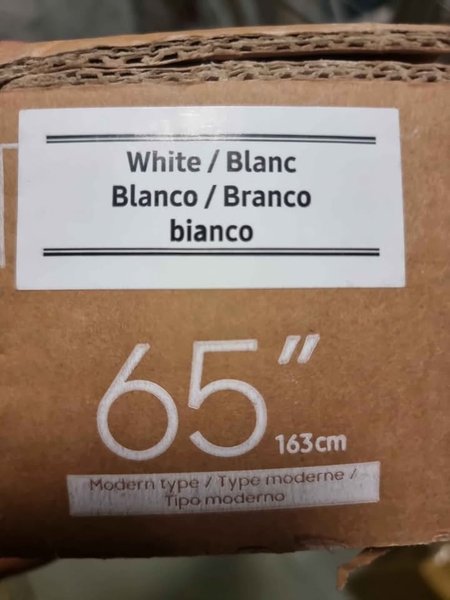 White / Blanc
Blanco / Branco
bianco
65"
163cm
Modern type / Type moderne /
Tipo moderno